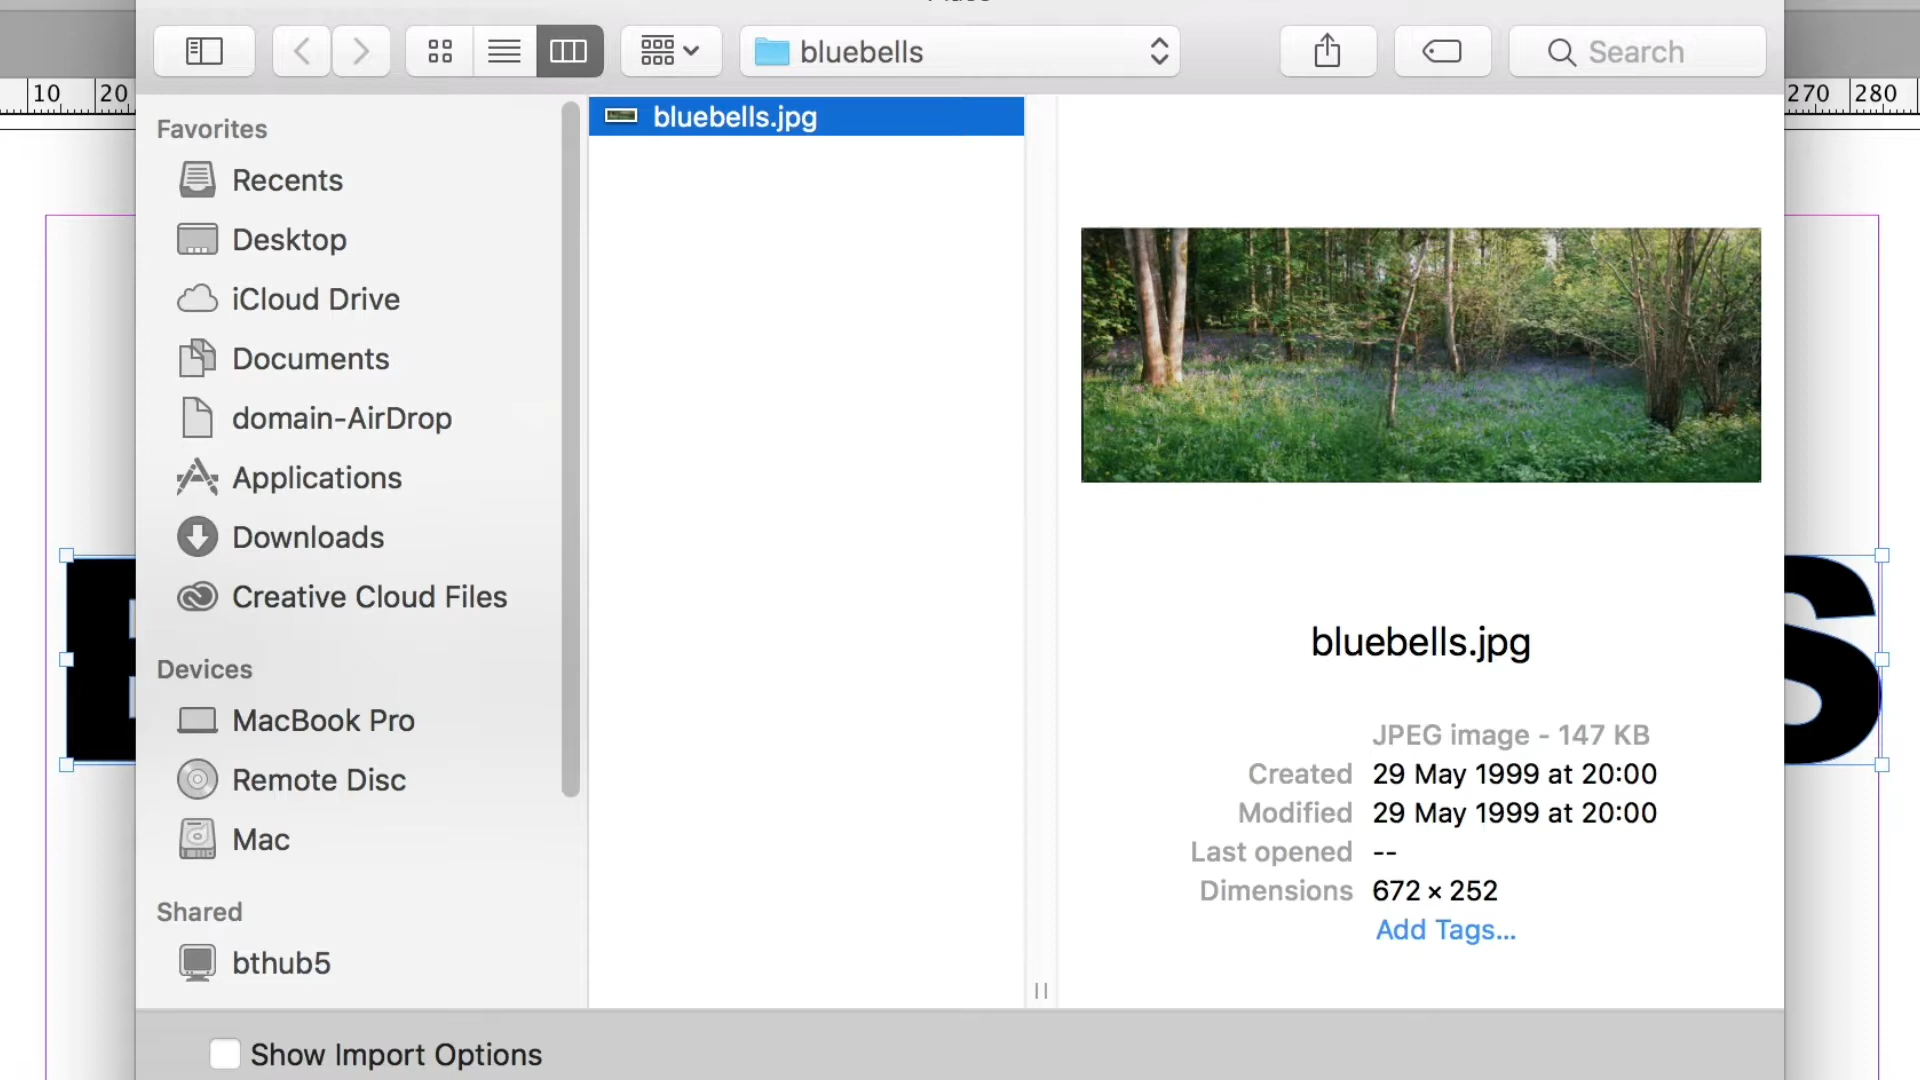 bluebells
Search
10
20
270
280
Favorites
Recents
Desktop
iCloud Drive
Documents
domain-AirDrop
Applications
Downloads
Creative Cloud Files
Devices
MacBook Pro
Remote Disc
Mac
Shared
bthub5
bluebells.jpg
bluebells.jpg
JPEG image - 147 KB
Created 29 May 1999 at 20:00
Modified 29 May 1999 at 20:00
Last opened --
Dimensions 672 × 252
Add Tags...
S
Show Import Options